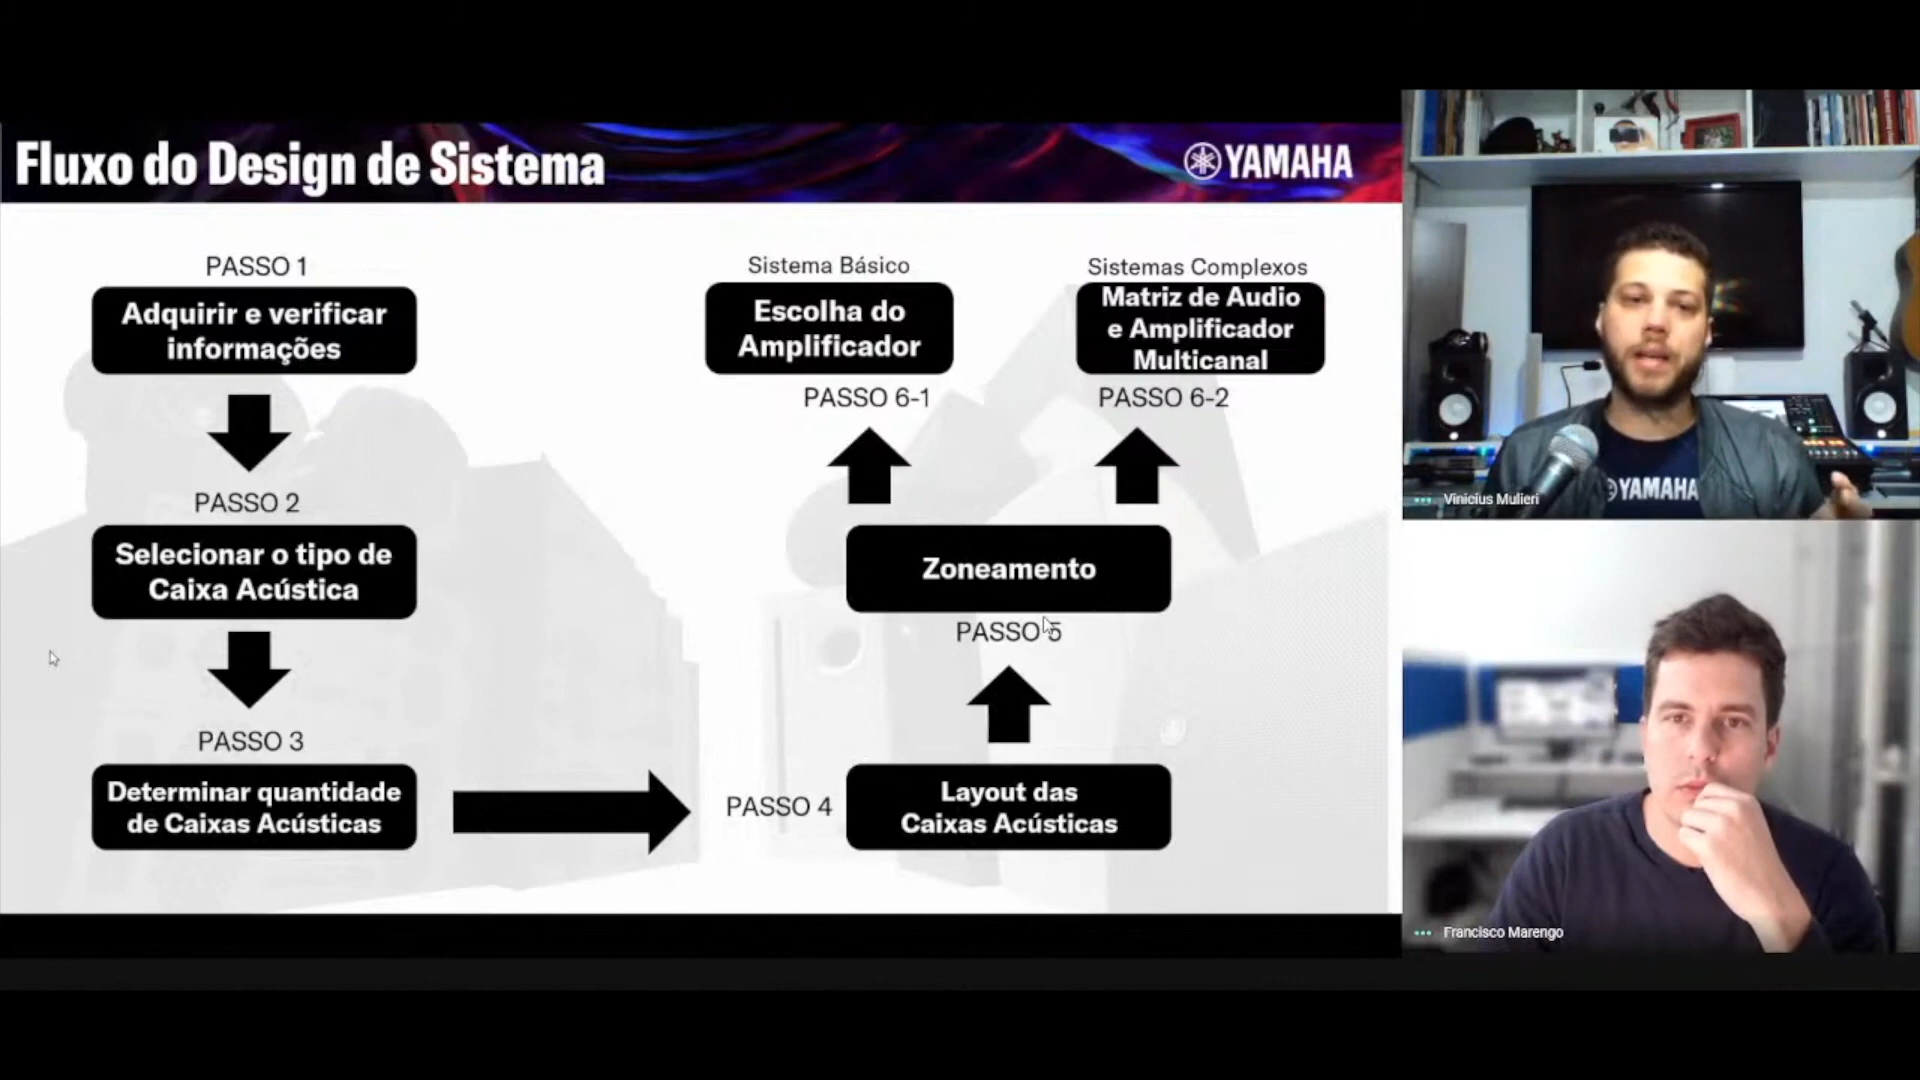 Fluxo do Design de Sistema
YAMAHA
PASSO 1
Adquirir e verificar
informações
PASSO 2
Selecionar o tipo de
Caixa Acústica
PASSO 3
Determinar quantidade
de Caixas Acústicas
PASSO 4
Layout das
Caixas Acústicas
PASSO 5
Zoneamento
Sistema Básico
Escolha do
Amplificador
PASSO 6-1
Sistemas Complexos
Matriz de Audio
e Amplificador
Multicanal
PASSO 6-2
YAMAHA
Vinicius Mulieri
Francisco Marengo